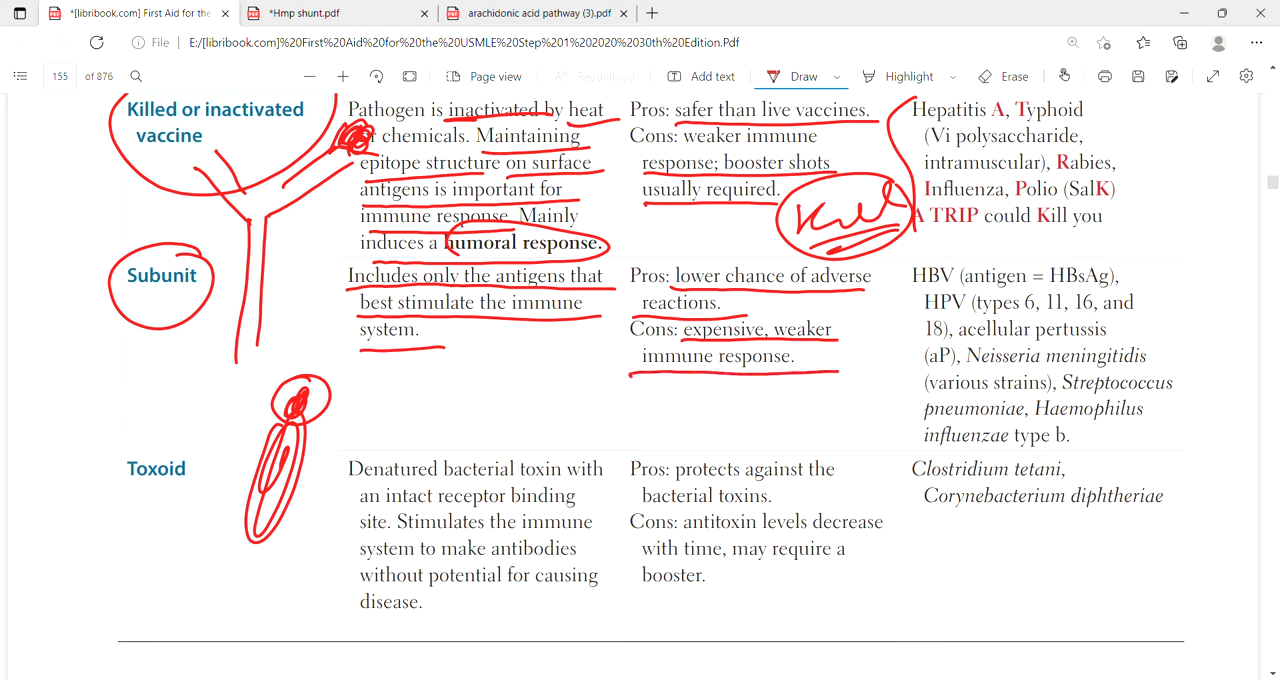 *[libribook.com] First Aid for the
*Hmp shunt.pdf
arachidonic acid pathway (3).pdf
File
E:/[libribook.com]%20First%20Aid%20for%20the%20USMLE%20Step%201%202020%2030th%20Edition.Pdf
155 of 876
Page view
Read aloud
Add text
Draw
Highlight
Erase
Killed or inactivated
vaccine
Pathogen is inactivated by heat
chemicals. Maintaining
epitope structure on surface
antigens is important for
immune response. Mainly
induces a humoral response.
Pros: safer than live vaccines.
Cons: weaker immune
response; booster shots
usually required.
Hepatitis A, Typhoid
(Vi polysaccharide,
intramuscular), Rabies,
Influenza, Polio (SalK)
A TRIP could Kill you
Subunit
Includes only the antigens that
best stimulate the immune
system.
Pros: lower chance of adverse
reactions.
Cons: expensive, weaker
immune response.
HBV (antigen = HBsAg),
HPV (types 6, 11, 16, and
18), acellular pertussis
(aP), Neisseria meningitidis
(various strains), Streptococcus
pneumoniae, Haemophilus
influenzae type b.
Toxoid
Denatured bacterial toxin with
an intact receptor binding
site. Stimulates the immune
system to make antibodies
without potential for causing
disease.
Pros: protects against the
bacterial toxins.
Cons: antitoxin levels decrease
with time, may require a
booster.
Clostridium tetani,
Corynebacterium diphtheriae